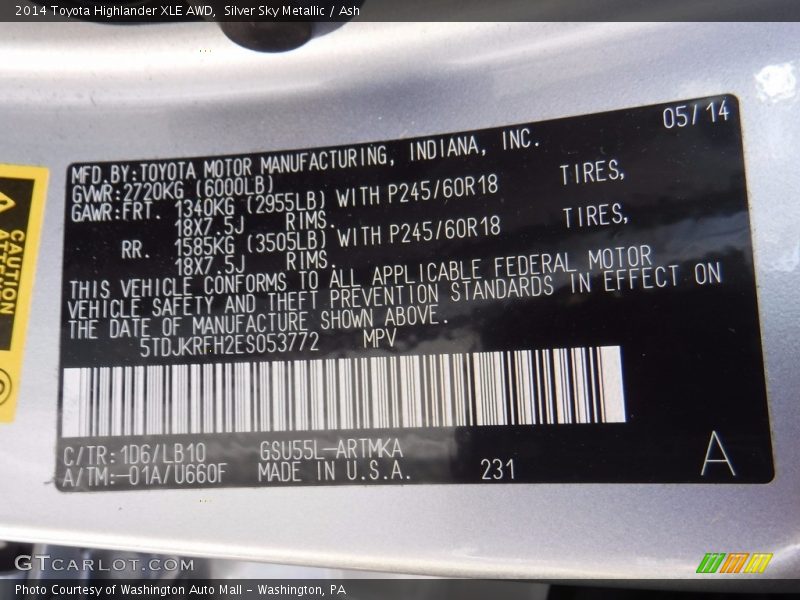 2014 Toyota Highlander XLE AWD, Silver Sky Metallic / Ash
05/14
MFD.BY:TOYOTA MOTOR MANUFACTURING, INDIANA, INC.
GVWR:2720KG (6000LB)
GAWR:FRT. 1340KG (2955LB) WITH P245/60R18 TIRES,
18X7.5J RIMS.
RR. 1585KG (3505LB) WITH P245/60R18 TIRES,
18X7.5J RIMS.
THIS VEHICLE CONFORMS TO ALL APPLICABLE FEDERAL MOTOR
VEHICLE SAFETY AND THEFT PREVENTION STANDARDS IN EFFECT ON
THE DATE OF MANUFACTURE SHOWN ABOVE.
5TDJKRFH2ES053772 MPV
C/TR:1D6/LB10 GSU55L-ARTMKA
A/TM:-01A/U660F MADE IN U.S.A. 231
A
CAUTION
GTCARLOT.COM
Photo Courtesy of Washington Auto Mall - Washington, PA